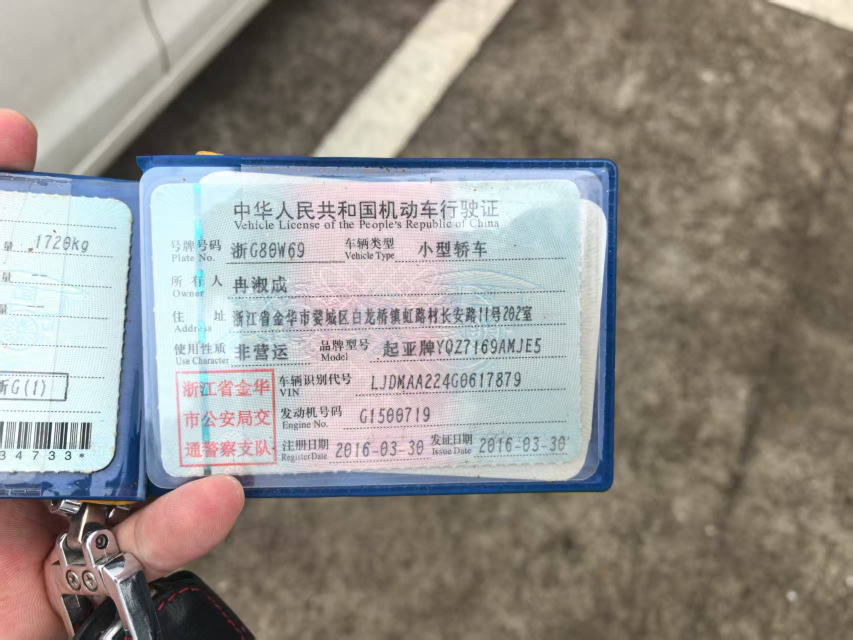 中华人民共和国机动车行驶证
Vehicle License of the People's Republic of China
号牌号码 浙G80W69 车辆类型 小型轿车
Plate No. Vehicle Type
所有人 冉淑成
Owner
住址 浙江省金华市婺城区白龙桥镇虹路村长安路11号202室
Address
使用性质 非营运 品牌型号 起亚牌YQZ7169AMJE5
Use Character Model
浙江省金华
市公安局交
通警察支队
车辆识别代号 LJDMAA224G0617879
VIN
发动机号码 G1500719
Engine No.
注册日期 2016-03-30 发证日期 2016-03-30
Register Date Issue Date
量 1720kg
量
量
浙G(1)
34733*